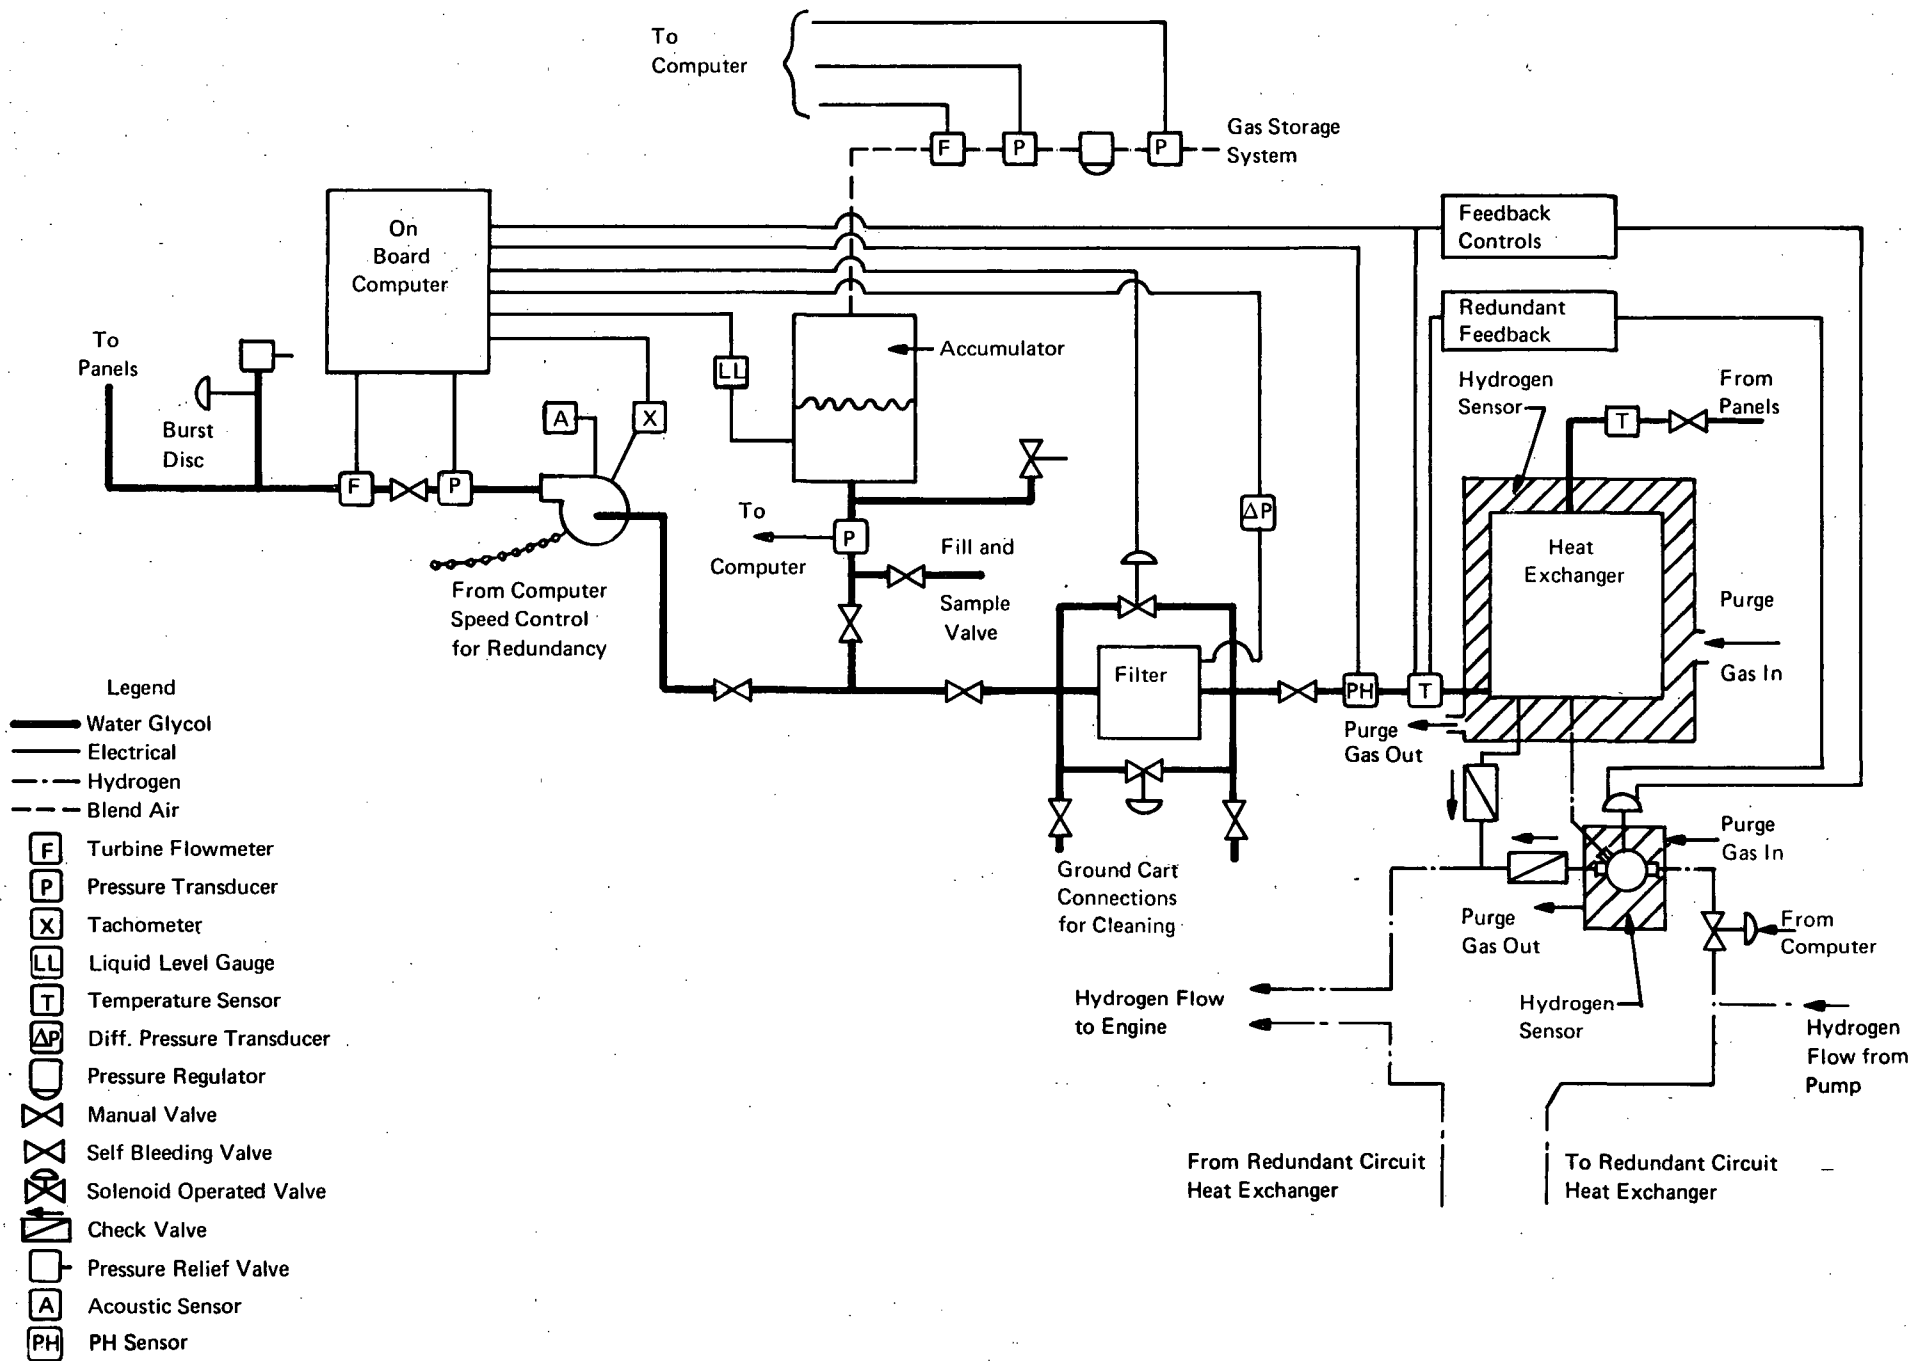 To
Computer
F
P
P
Gas Storage
System
On
Board
Computer
Feedback
Controls
Redundant
Feedback
To
Panels
Burst
Disc
A
X
LL
Accumulator
Hydrogen
Sensor
From
Panels
T
F
P
To
Computer
P
Fill and
Sample
Valve
ΔP
Heat
Exchanger
Purge
Gas In
From Computer
Speed Control
for Redundancy
Filter
PH
T
Purge
Gas Out
Purge
Gas In
Ground Cart
Connections
for Cleaning
Purge
Gas Out
From
Computer
Hydrogen Flow
to Engine
Hydrogen
Sensor
Hydrogen
Flow from
Pump
From Redundant Circuit
Heat Exchanger
To Redundant Circuit
Heat Exchanger
Legend
Water Glycol
Electrical
Hydrogen
Blend Air
F Turbine Flowmeter
P Pressure Transducer
X Tachometer
LL Liquid Level Gauge
T Temperature Sensor
ΔP Diff. Pressure Transducer
Pressure Regulator
Manual Valve
Self Bleeding Valve
Solenoid Operated Valve
Check Valve
Pressure Relief Valve
A Acoustic Sensor
PH PH Sensor